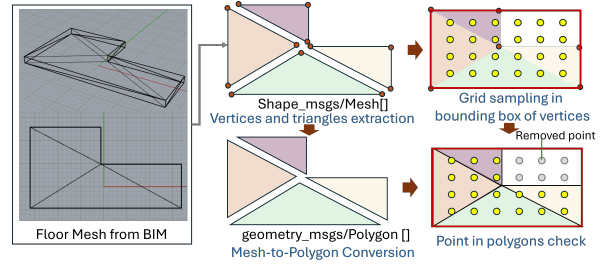 Shape_msgs/Mesh[]
Vertices and triangles extraction
Grid sampling in
bounding box of vertices
Removed point
Floor Mesh from BIM
geometry_msgs/Polygon []
Mesh-to-Polygon Conversion
Point in polygons check